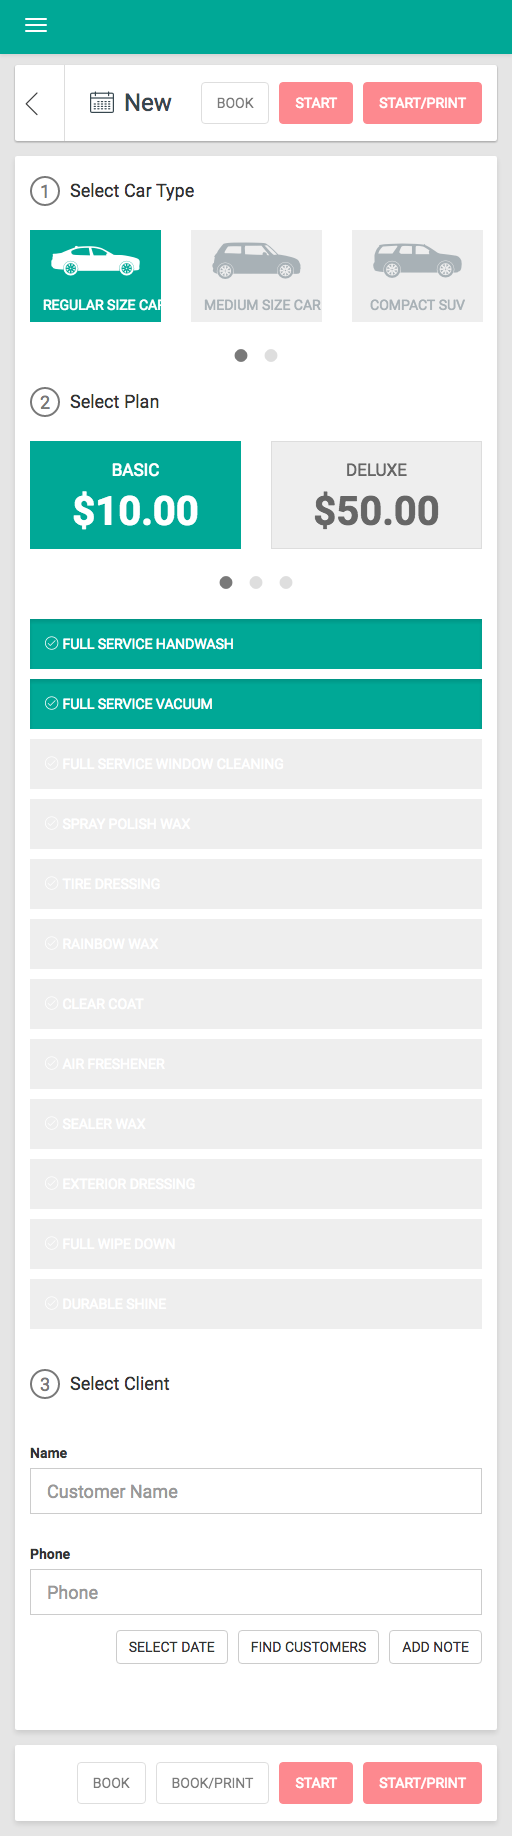 New
BOOK
START
START/PRINT
1 Select Car Type
REGULAR SIZE CAR
MEDIUM SIZE CAR
COMPACT SUV
2 Select Plan
BASIC
$10.00
DELUXE
$50.00
FULL SERVICE HANDWASH
FULL SERVICE VACUUM
FULL SERVICE WINDOW CLEANING
SPRAY POLISH WAX
TIRE DRESSING
RAINBOW WAX
CLEAR COAT
AIR FRESHENER
SEALER WAX
EXTERIOR DRESSING
FULL WIPE DOWN
DURABLE SHINE
3 Select Client
Name
Customer Name
Phone
Phone
SELECT DATE
FIND CUSTOMERS
ADD NOTE
BOOK
BOOK/PRINT
START
START/PRINT